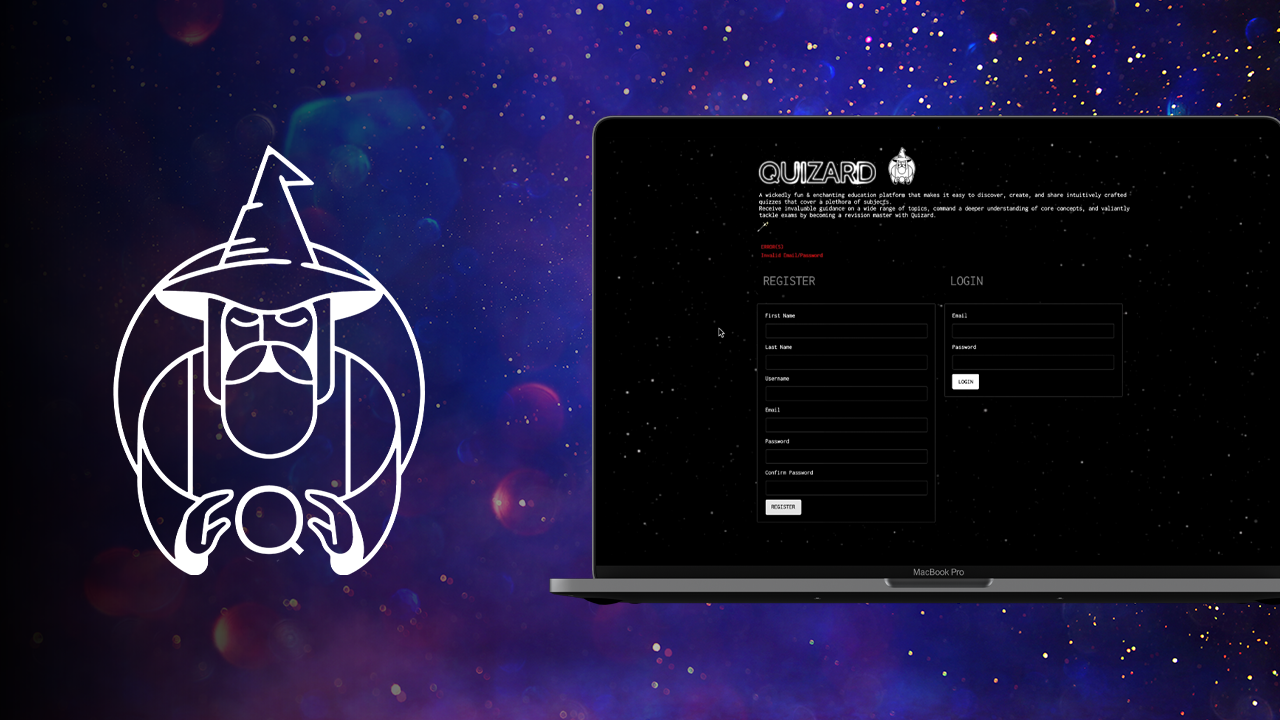 QUIZARD
A wickedly fun & enchanting education platform that makes it easy to discover, create, and share intuitively crafted
quizzes that cover a plethora of subjects.
Receive invaluable guidance on a wide range of topics, command a deeper understanding of core concepts, and valiantly
tackle exams by becoming a revision master with Quizard.
ERROR(S)
Invalid Email/Password
REGISTER
LOGIN
First Name
Email
Last Name
Password
Username
LOGIN
Email
Password
Confirm Password
REGISTER
MacBook Pro
Q